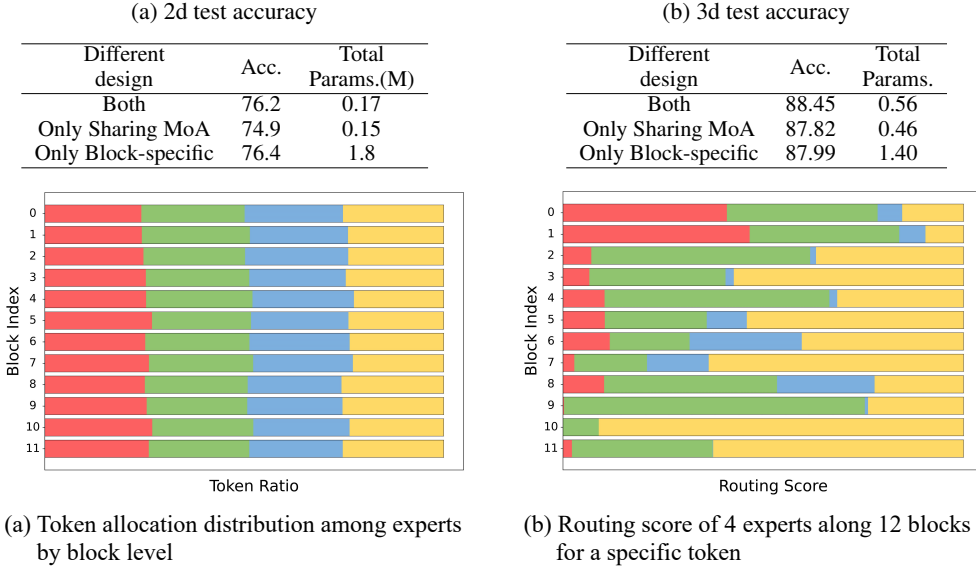 (a) 2d test accuracy
Different design Acc. Total Params.(M)
Both 76.2 0.17
Only Sharing MoA 74.9 0.15
Only Block-specific 76.4 1.8
(b) 3d test accuracy
Different design Acc. Total Params.
Both 88.45 0.56
Only Sharing MoA 87.82 0.46
Only Block-specific 87.99 1.40
Block Index
0
1
2
3
4
5
6
7
8
9
10
11
Token Ratio
(a) Token allocation distribution among experts
by block level
Block Index
0
1
2
3
4
5
6
7
8
9
10
11
Routing Score
(b) Routing score of 4 experts along 12 blocks
for a specific token